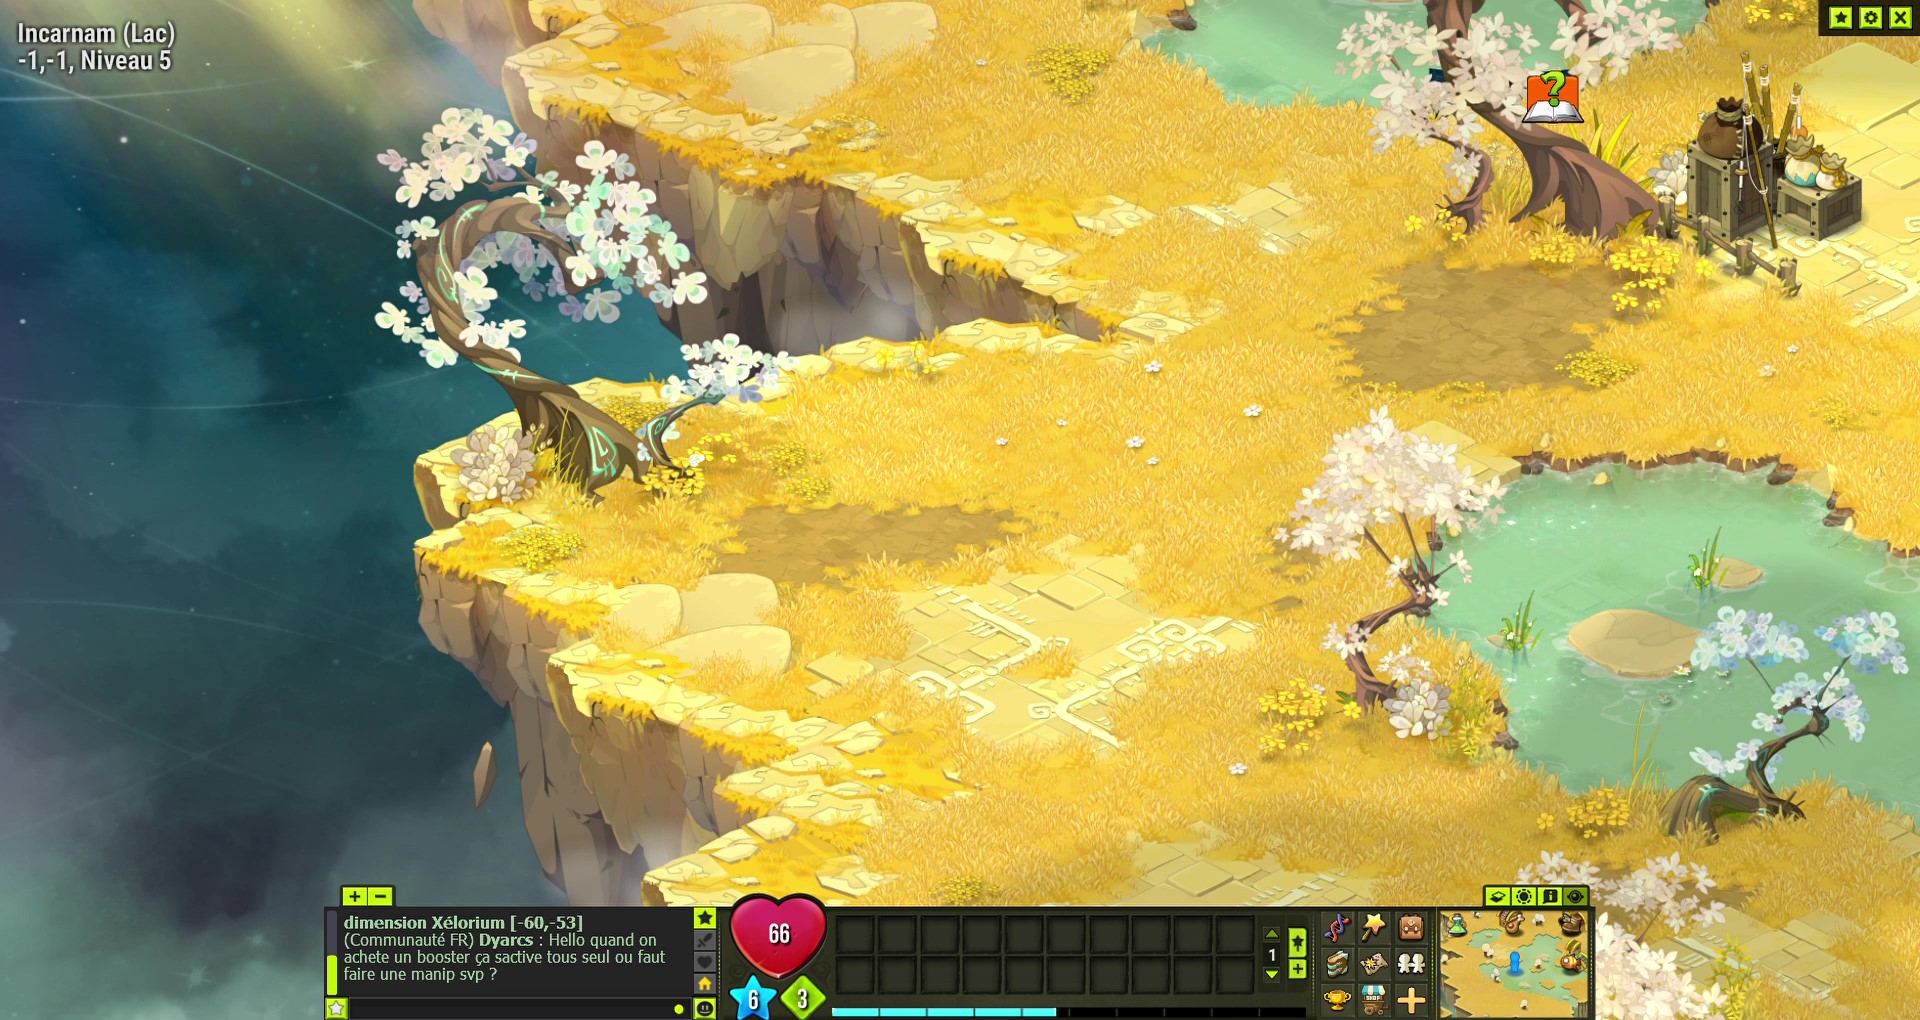 Incarnam (Lac)
-1,-1, Niveau 5
?
dimension Xélorium [-60,-53]
(Communauté FR) Dyarcs : Hello quand on
achete un booster ça sactive tous seul ou faut
faire une manip svp ?
66
6
3
1
SHOP